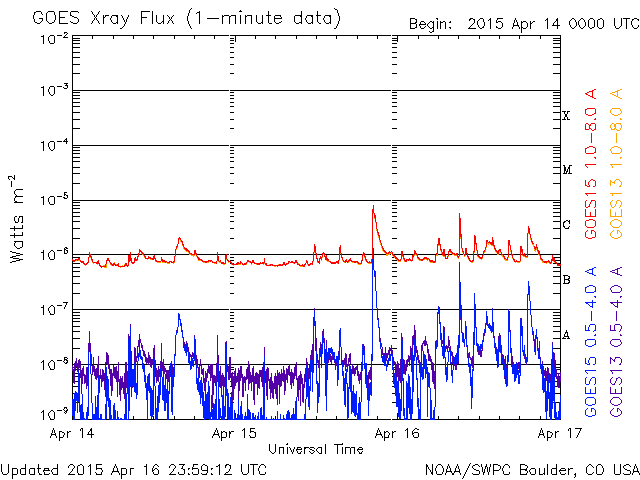 GOES Xray Flux (1-minute data)
Begin: 2015 Apr 14 0000 UTC
10⁻²
10⁻³
10⁻⁴
10⁻⁵
10⁻⁶
10⁻⁷
10⁻⁸
10⁻⁹
Watts m⁻²
X
M
C
B
A
GOES15 1.0-8.0 A
GOES13 1.0-8.0 A
GOES15 0.5-4.0 A
GOES13 0.5-4.0 A
Apr 14 Apr 15 Apr 16 Apr 17
Universal Time
Updated 2015 Apr 16 23:59:12 UTC
NOAA/SWPC Boulder, CO USA